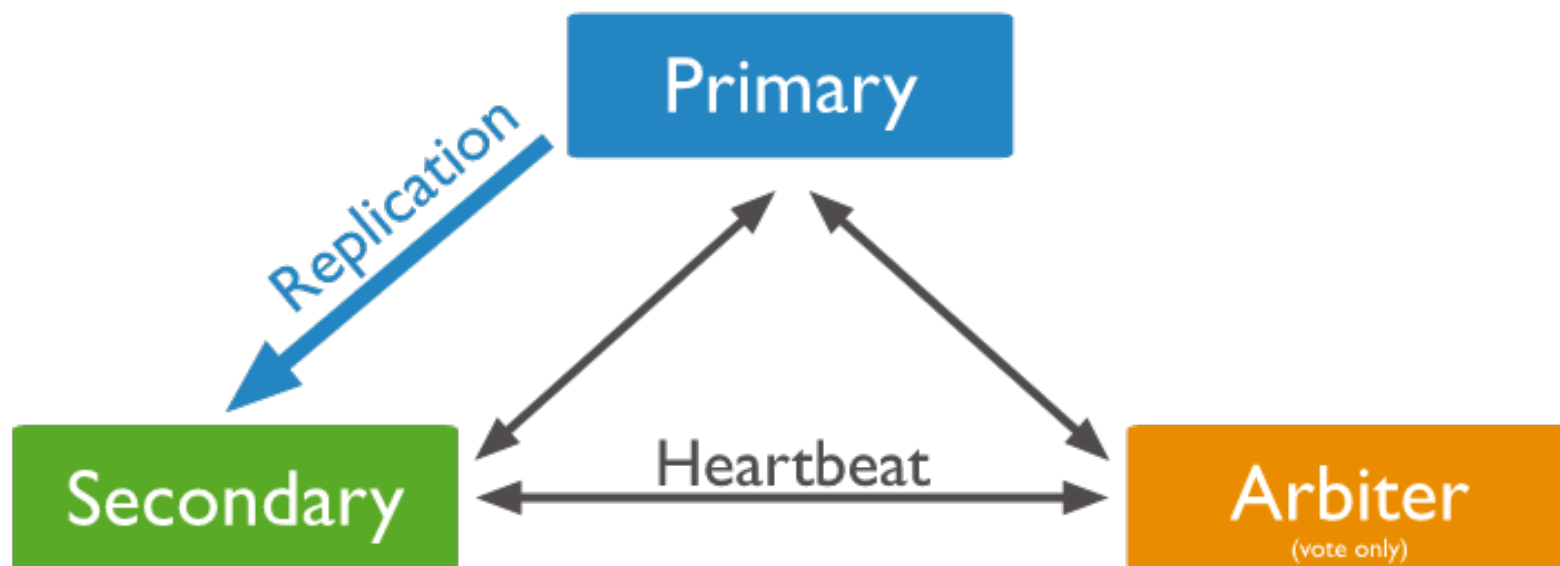 Primary
Replication
Heartbeat
Secondary
Arbiter
(vote only)